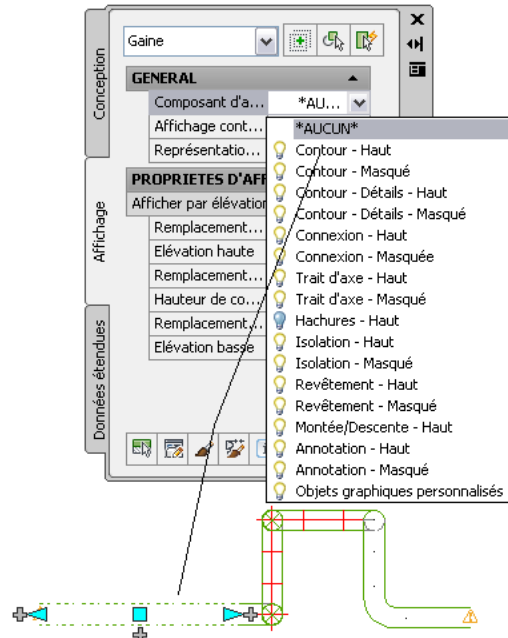 Gaine
Conception
Affichage
Données étendues
GENERAL
Composant d'a... *AU...
Affichage cont...
Représentatio...
PROPRIETES D'AFF
Afficher par élévation
Remplacement...
Elévation haute
Remplacement...
Hauteur de co...
Remplacement...
Elévation basse
*AUCUN*
Contour - Haut
Contour - Masqué
Contour - Détails - Haut
Contour - Détails - Masqué
Connexion - Haut
Connexion - Masquée
Trait d'axe - Haut
Trait d'axe - Masqué
Hachures - Haut
Isolation - Haut
Isolation - Masqué
Revêtement - Haut
Revêtement - Masqué
Montée/Descente - Haut
Annotation - Haut
Annotation - Masqué
Objets graphiques personnalisés